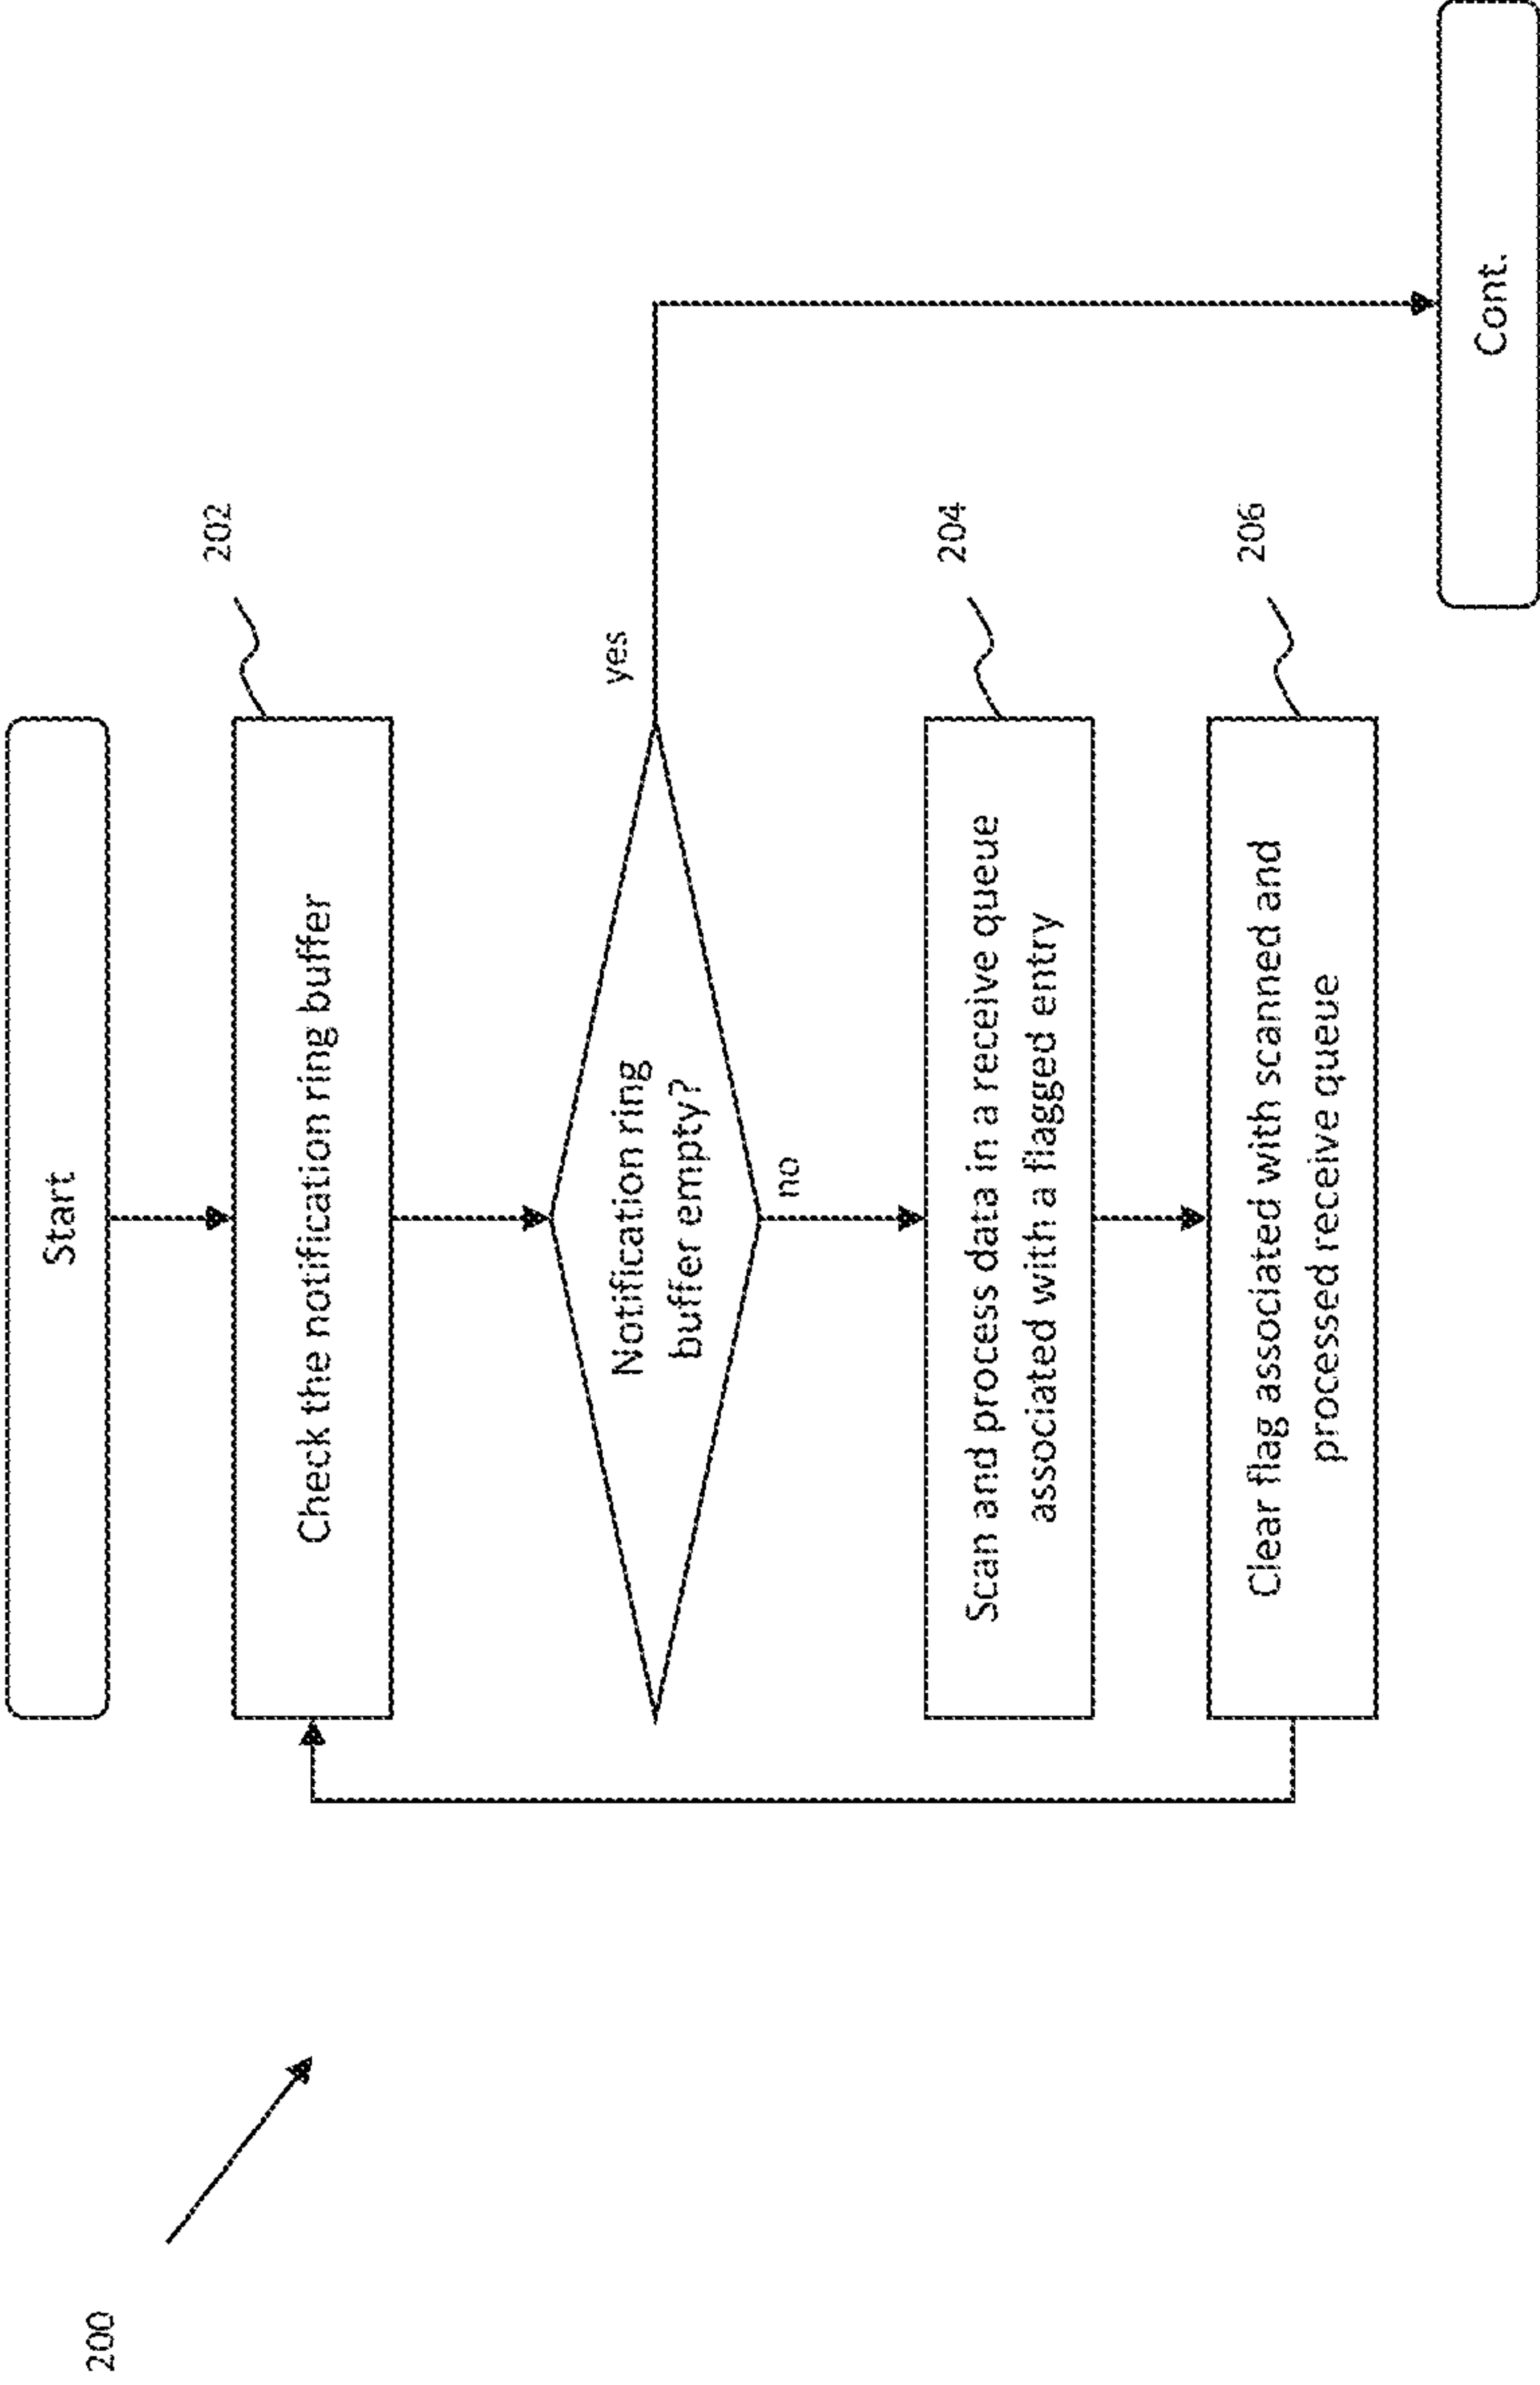 200
Start
202
Check the notification ring buffer
Notification ring
buffer empty?
yes
no
204
Scan and process data in a receive queue
associated with a flagged entry
206
Clear flag associated with scanned and
processed receive queue
Cont.